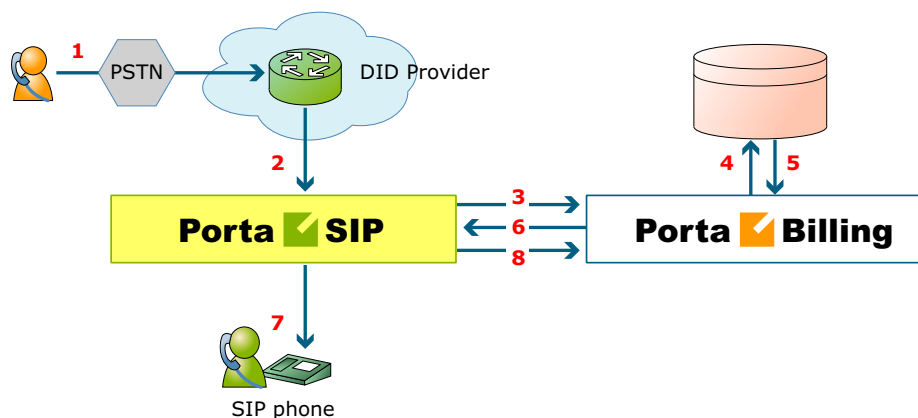 1
PSTN
DID Provider
2
4
5
3
Porta SIP
6
Porta Billing
8
7
SIP phone